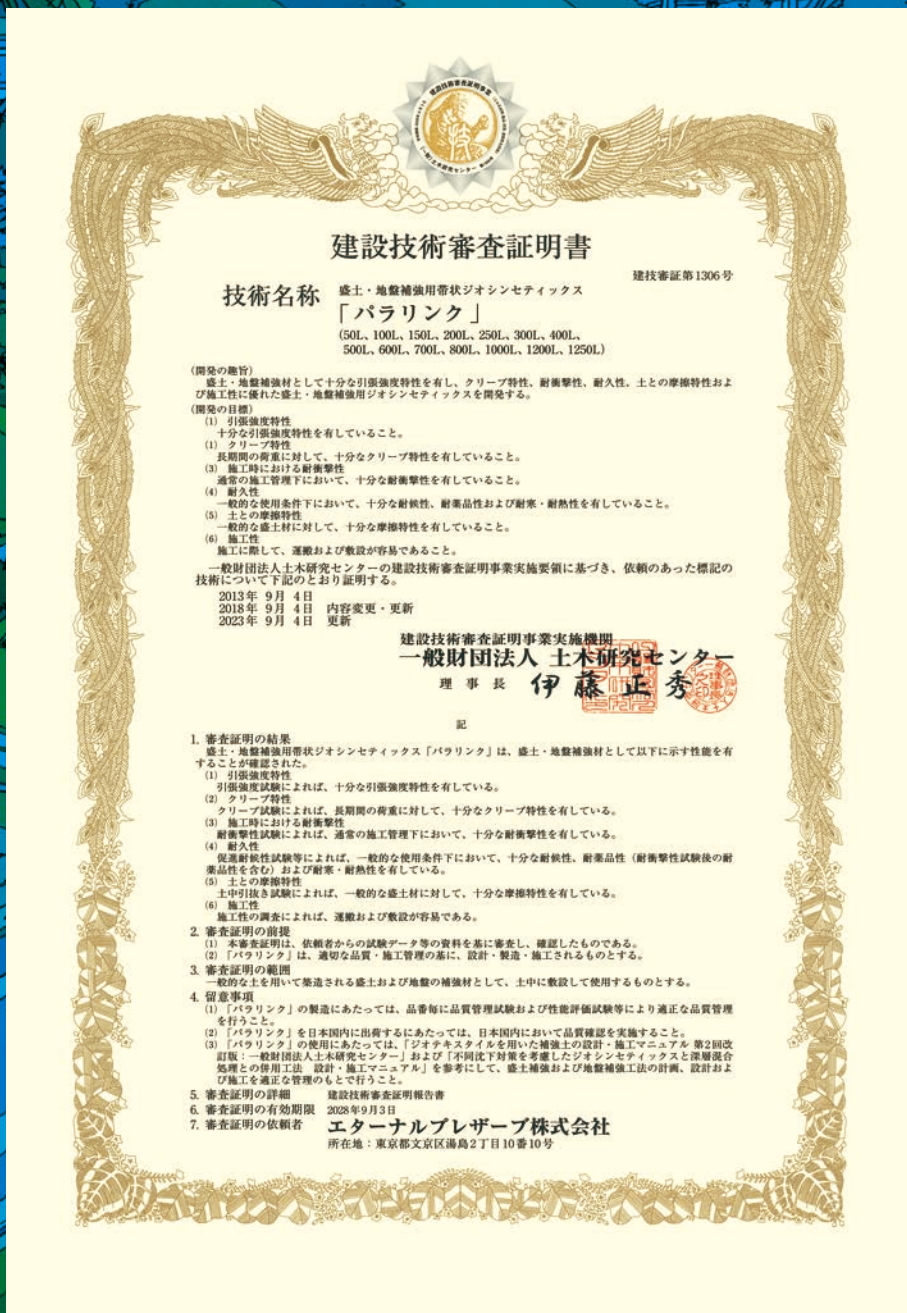 建設技術審査証明事業
建設技術審査証明書
建技審証第1306号
技術名称 盛土・地盤補強用帯状ジオシンセティックス
「パラリンク」
(50L、100L、150L、200L、250L、300L、400L、
500L、600L、700L、800L、1000L、1200L、1250L)
(開発の趣旨)
盛土・地盤補強材として十分な引張強度特性を有し、クリープ特性、耐衝撃性、耐久性、土との摩擦特性およ
び施工性に優れた盛土・地盤補強用ジオシンセティックスを開発する。
(開発の目標)
(1) 引張強度特性
十分な引張強度特性を有していること。
(1) クリープ特性
長期間の荷重に対して、十分なクリープ特性を有していること。
(3) 施工時における耐衝撃性
通常の施工管理下において、十分な耐衝撃性を有していること。
(4) 耐久性
一般的な使用条件下において、十分な耐候性、耐薬品性および耐寒・耐熱性を有していること。
(5) 土との摩擦特性
一般的な盛土材に対して、十分な摩擦特性を有していること。
(6) 施工性
施工に際して、運搬および敷設が容易であること。
一般財団法人土木研究センターの建設技術審査証明事業実施要領に基づき、依頼のあった標記の
技術について下記のとおり証明する。
2013年 9月 4日
2018年 9月 4日 内容変更・更新
2023年 9月 4日 更新
建設技術審査証明事業実施機関
一般財団法人 土木研究センター
理事長 伊藤正秀
記
1. 審査証明の結果
盛土・地盤補強用帯状ジオシンセティックス「パラリンク」は、盛土・地盤補強材として以下に示す性能を有
することが確認された。
(1) 引張強度特性
引張強度試験によれば、十分な引張強度特性を有している。
(2) クリープ特性
クリープ試験によれば、長期間の荷重に対して、十分なクリープ特性を有している。
(3) 施工時における耐衝撃性
耐衝撃性試験によれば、通常の施工管理下において、十分な耐衝撃性を有している。
(4) 耐久性
促進耐候性試験等によれば、一般的な使用条件下において、十分な耐候性、耐薬品性（耐衝撃性試験後の耐
薬品性を含む）および耐寒・耐熱性を有している。
(5) 土との摩擦特性
土中引抜き試験によれば、一般的な盛土材に対して、十分な摩擦特性を有している。
(6) 施工性
施工性の調査によれば、運搬および敷設が容易である。
2. 審査証明の前提
(1) 本審査証明は、依頼者からの試験データ等の資料を基に審査し、確認したものである。
(2) 「パラリンク」は、適切な品質・施工管理の基に、設計・製造・施工されるものとする。
3. 審査証明の範囲
一般的な土を用いて築造される盛土および地盤の補強材として、土中に敷設して使用するものとする。
4. 留意事項
(1) 「パラリンク」の製造にあたっては、品番毎に品質管理試験および性能評価試験等により適正な品質管理
を行うこと。
(2) 「パラリンク」を日本国内に出荷するにあたっては、日本国内において品質確認を実施すること。
(3) 「パラリンク」の使用にあたっては、「ジオテキスタイルを用いた補強土の設計・施工マニュアル 第2回改
訂版：一般財団法人土木研究センター」および「不同沈下対策を考慮したジオシンセティックスと深層混合
処理との併用工法 設計・施工マニュアル」を参考にして、盛土補強および地盤補強工法の計画、設計およ
び施工を適正な管理のもとで行うこと。
5. 審査証明の詳細 建設技術審査証明報告書
6. 審査証明の有効期限 2028年9月3日
7. 審査証明の依頼者 エターナルプレザーブ株式会社
所在地：東京都文京区湯島2丁目10番10号